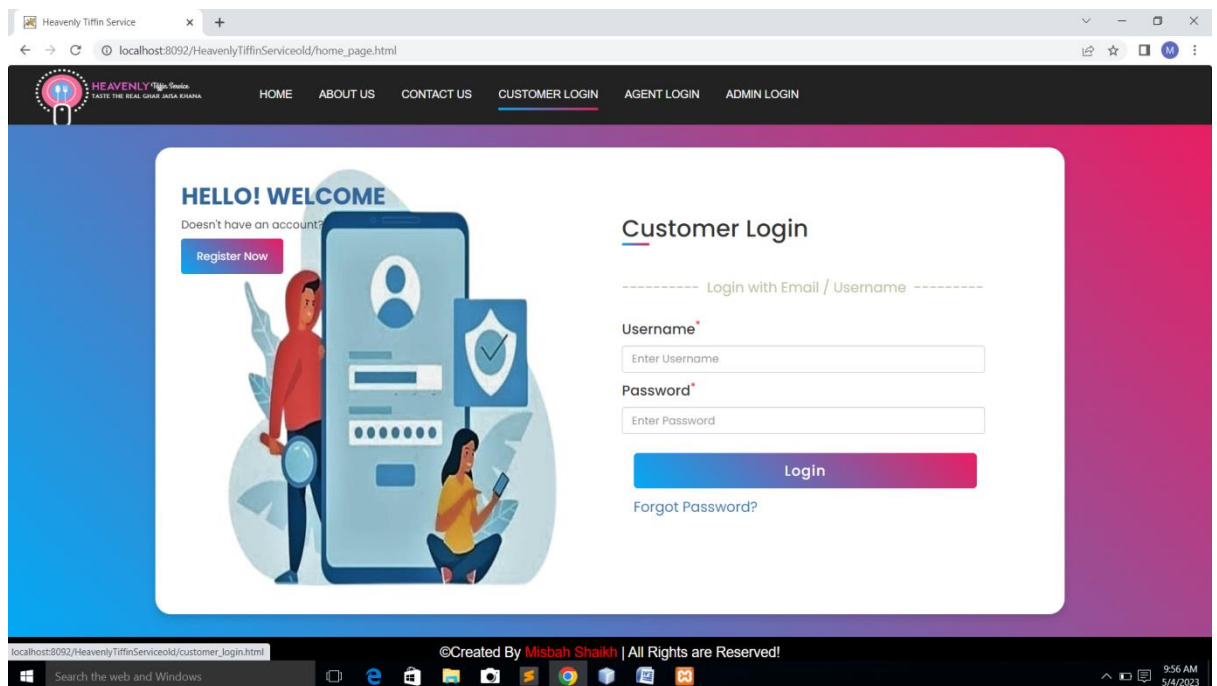 Heavenly Tiffin Service
localhost:8092/HeavenlyTiffinServiceold/home_page.html
M
HEAVENLY Tiffin Service
TASTE THE REAL GHAR JAISA KHANA
HOME ABOUT US CONTACT US CUSTOMER LOGIN AGENT LOGIN ADMIN LOGIN
HELLO! WELCOME
Doesn't have an account?
Register Now
Customer Login
---------- Login with Email / Username ---------
Username*
Enter Username
Password*
Enter Password
Login
Forgot Password?
localhost:8092/HeavenlyTiffinServiceold/customer_login.html
©Created By Misbah Shaikh | All Rights are Reserved!
Search the web and Windows
9:56 AM
5/4/2023